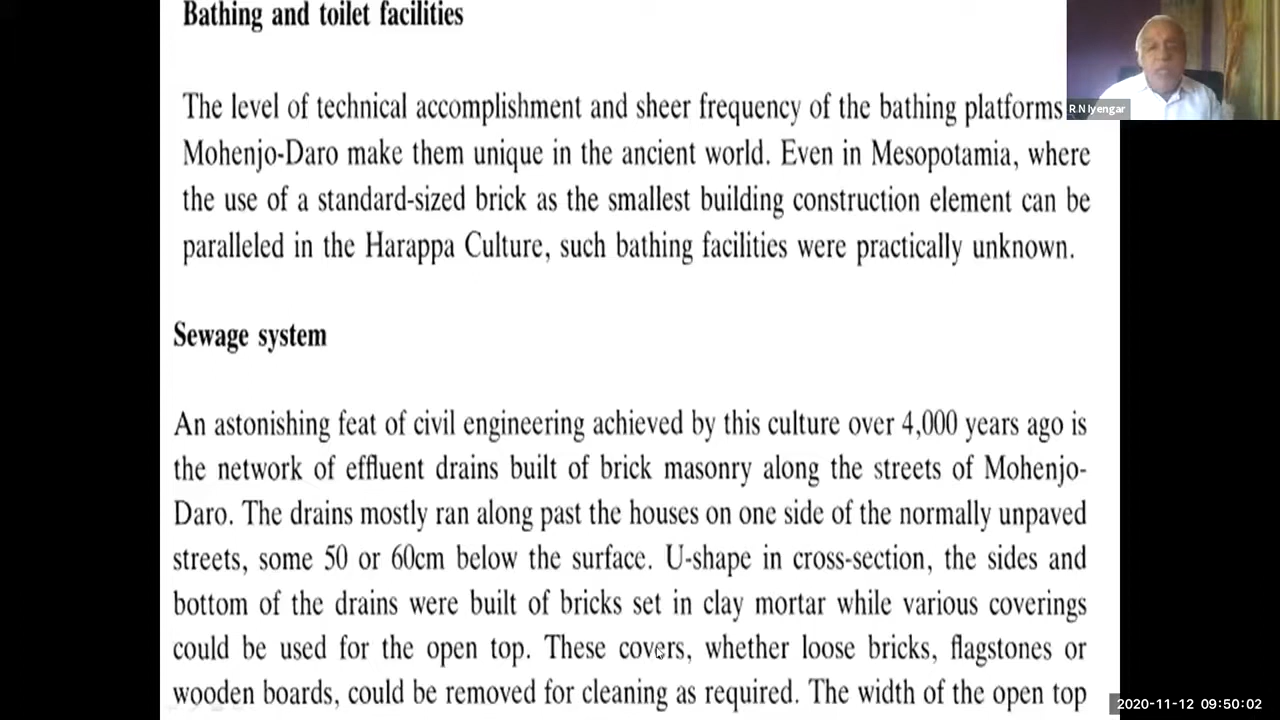 Bathing and toilet facilities
The level of technical accomplishment and sheer frequency of the bathing platforms
R N Iyengar
Mohenjo-Daro make them unique in the ancient world. Even in Mesopotamia, where
the use of a standard-sized brick as the smallest building construction element can be
paralleled in the Harappa Culture, such bathing facilities were practically unknown.
Sewage system
An astonishing feat of civil engineering achieved by this culture over 4,000 years ago is
the network of effluent drains built of brick masonry along the streets of Mohenjo-
Daro. The drains mostly ran along past the houses on one side of the normally unpaved
streets, some 50 or 60cm below the surface. U-shape in cross-section, the sides and
bottom of the drains were built of bricks set in clay mortar while various coverings
could be used for the open top. These covers, whether loose bricks, flagstones or
wooden boards, could be removed for cleaning as required. The width of the open top
2020-11-12 09:50:02